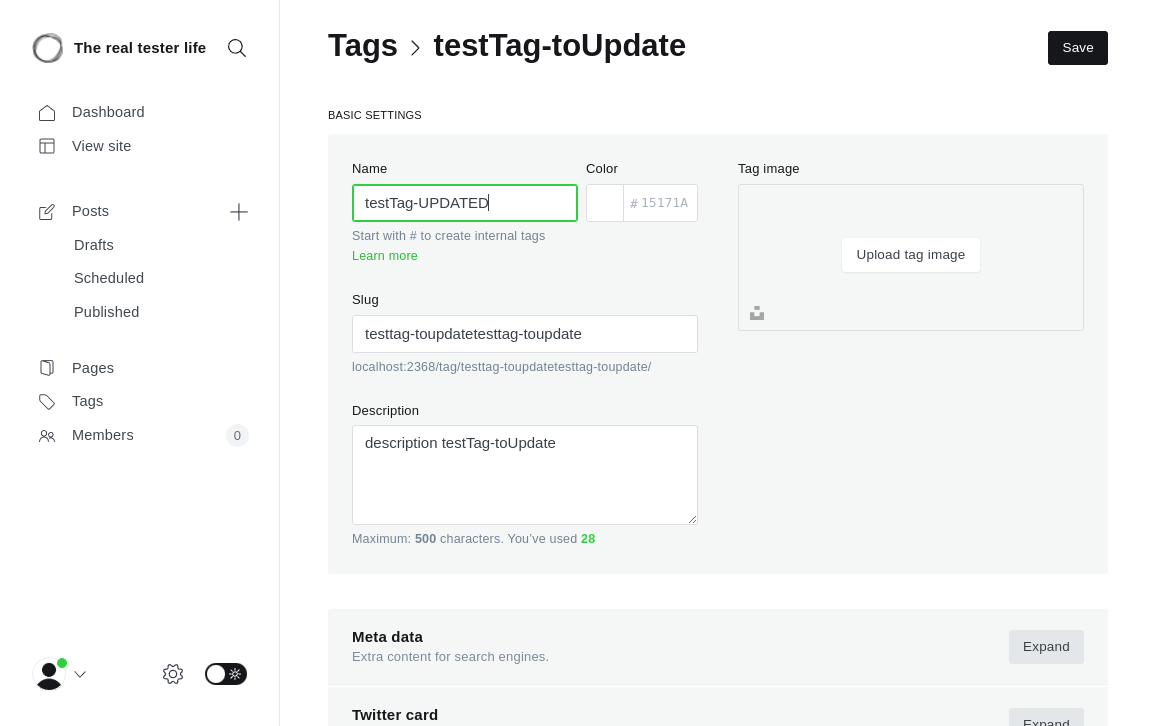 The real tester life
Dashboard
View site
Posts
Drafts
Scheduled
Published
Pages
Tags
Members
0
Tags > testTag-toUpdate
Save
BASIC SETTINGS
Name
Color
Tag image
testTag-UPDATED
# 15171A
Start with # to create internal tags
Learn more
Upload tag image
Slug
testtag-toupdatetesttag-toupdate
localhost:2368/tag/testtag-toupdatetesttag-toupdate/
Description
description testTag-toUpdate
Maximum: 500 characters. You've used 28
Meta data
Extra content for search engines.
Expand
Twitter card
Expand